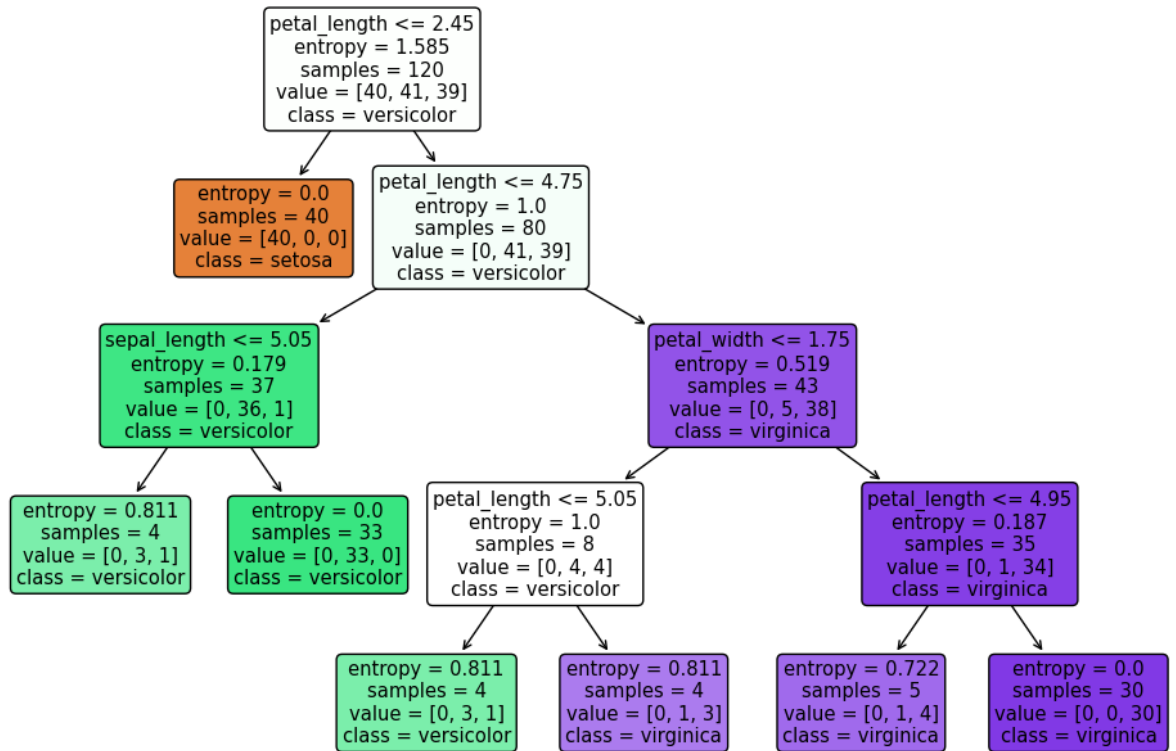 petal_length <= 2.45
entropy = 1.585
samples = 120
value = [40, 41, 39]
class = versicolor
entropy = 0.0
samples = 40
value = [40, 0, 0]
class = setosa
petal_length <= 4.75
entropy = 1.0
samples = 80
value = [0, 41, 39]
class = versicolor
sepal_length <= 5.05
entropy = 0.179
samples = 37
value = [0, 36, 1]
class = versicolor
petal_width <= 1.75
entropy = 0.519
samples = 43
value = [0, 5, 38]
class = virginica
entropy = 0.811
samples = 4
value = [0, 3, 1]
class = versicolor
entropy = 0.0
samples = 33
value = [0, 33, 0]
class = versicolor
petal_length <= 5.05
entropy = 1.0
samples = 8
value = [0, 4, 4]
class = versicolor
petal_length <= 4.95
entropy = 0.187
samples = 35
value = [0, 1, 34]
class = virginica
entropy = 0.811
samples = 4
value = [0, 3, 1]
class = versicolor
entropy = 0.811
samples = 4
value = [0, 1, 3]
class = virginica
entropy = 0.722
samples = 5
value = [0, 1, 4]
class = virginica
entropy = 0.0
samples = 30
value = [0, 0, 30]
class = virginica